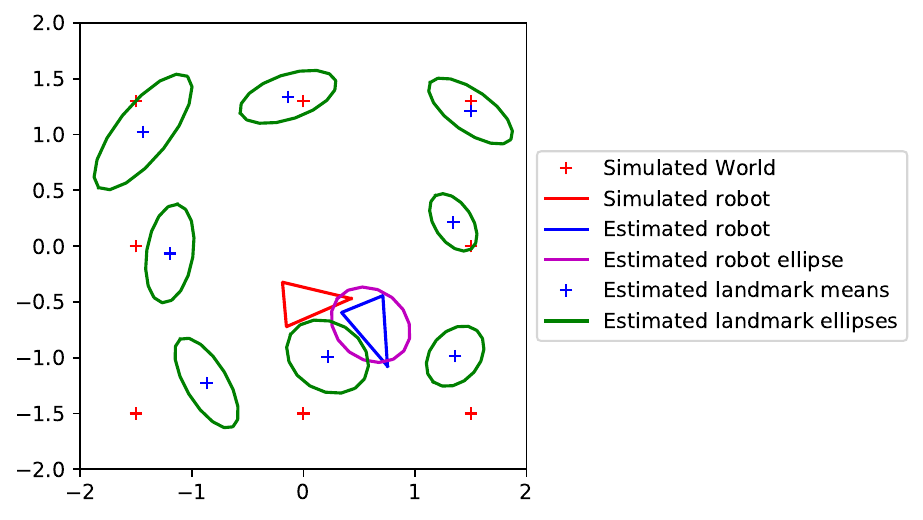 2.0
1.5
1.0
0.5
0.0
−0.5
−1.0
−1.5
−2.0
−2 −1 0 1 2
Simulated World
Simulated robot
Estimated robot
Estimated robot ellipse
Estimated landmark means
Estimated landmark ellipses